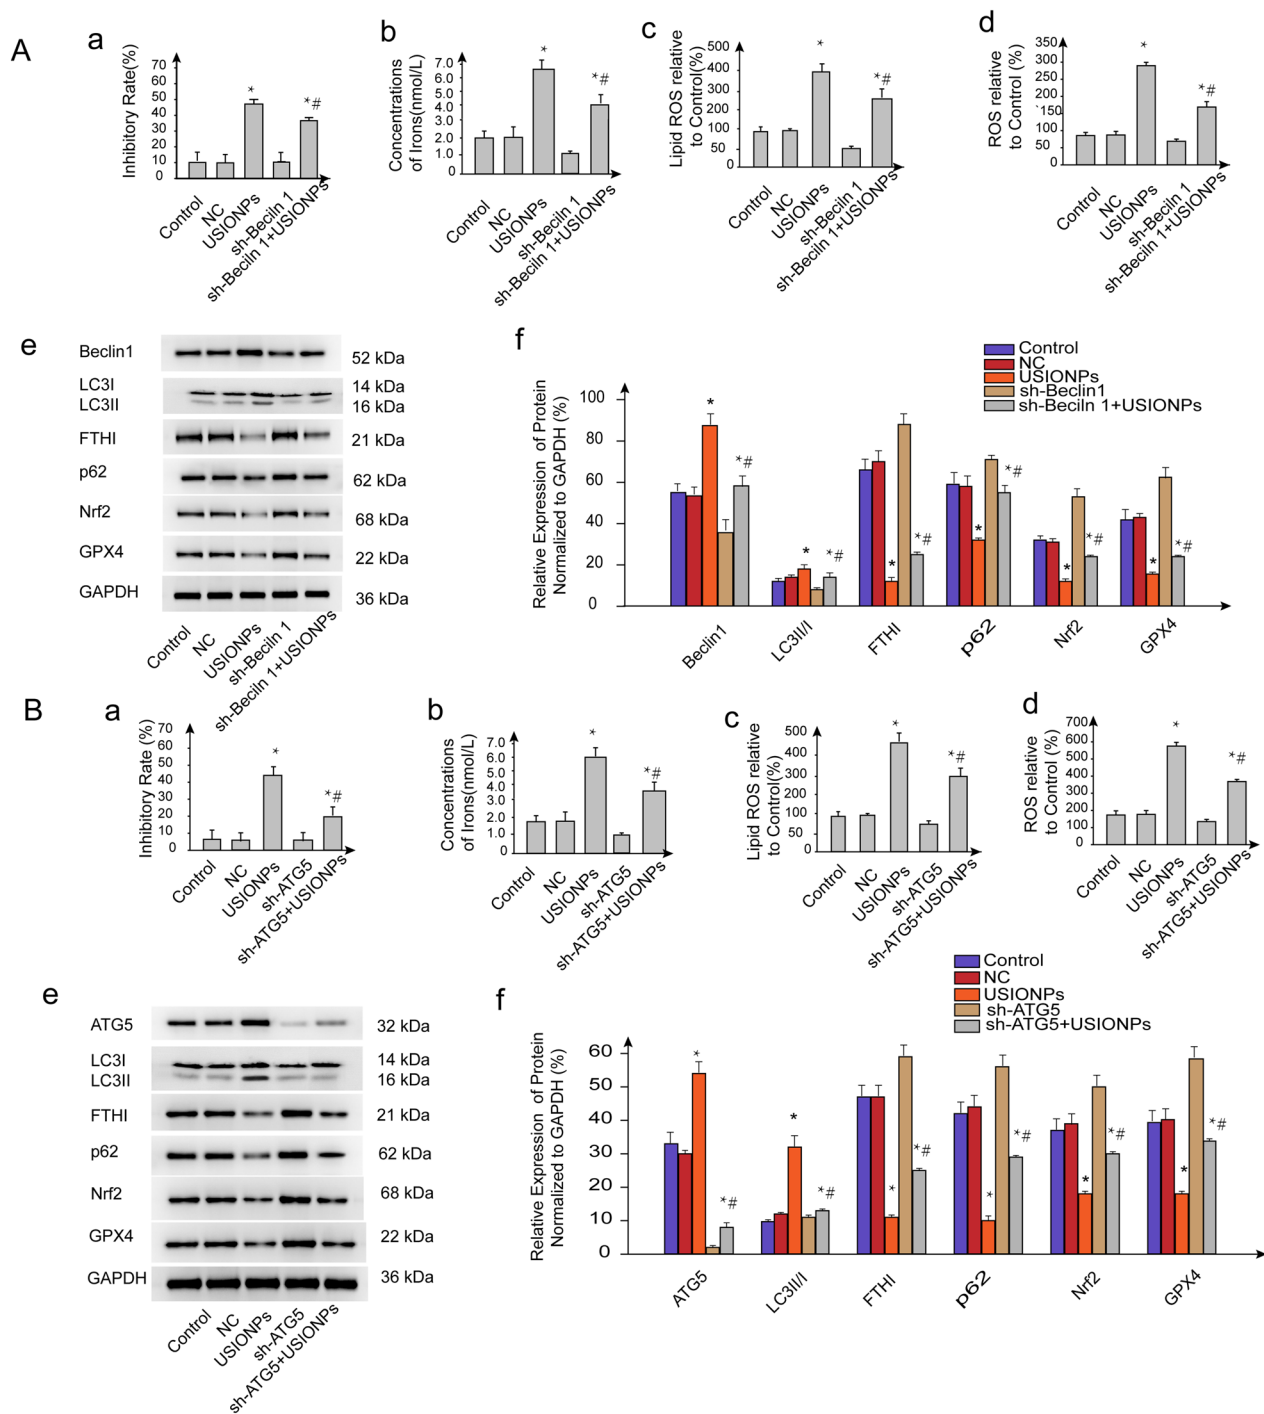 A
a
Inhibitory Rate(%)
70
60
50
40
30
20
10
0
*
*#
Control
NC
USIONPs
sh-Beciln 1
sh-Beciln 1+USIONPs
b
Concentrations
of Irons(nmol/L)
7.0
6.0
5.0
4.0
3.0
2.0
1.0
0
*
*#
Control
NC
USIONPs
sh-Beclin 1
sh-Beciln 1+USIONPs
c
Lipid ROS relative
to Control(%)
500
400
300
200
100
50
0
*
*#
Control
NC
USIONPs
sh-Beclin 1
sh-Beciln 1+USIONPs
d
ROS relative
to Control (%)
350
300
250
200
150
100
50
0
*
*#
Control
NC
USIONPs
sh-Beclin 1
sh-Beciln 1+USIONPs
e
Beclin1
52 kDa
LC3I
14 kDa
LC3II
16 kDa
FTHI
21 kDa
p62
62 kDa
Nrf2
68 kDa
GPX4
22 kDa
GAPDH
36 kDa
Control
NC
USIONPs
sh-Beclin 1
sh-Beciln 1+USIONPs
f
Control
NC
USIONPs
sh-Beclin1
sh-Beciln 1+USIONPs
Relative Expression of Protein
Normalized to GAPDH (%)
100
80
60
40
20
0
*
*#
*
*#
*
*#
*
*#
*
*#
*
*#
Beclin1
LC3II/I
FTHI
p62
Nrf2
GPX4
B
a
Inhibitory Rate (%)
70
60
50
40
30
20
10
0
*
*#
Control
NC
USIONPs
sh-ATG5
sh-ATG5+USIONPs
b
Concentrations
of Irons(nmol/L)
7.0
6.0
5.0
4.0
3.0
2.0
1.0
0
*
*#
Control
NC
USIONPs
sh-ATG5
sh-ATG5+USIONPs
c
Lipid ROS relative
to Control(%)
500
400
300
200
100
50
0
*
*#
Control
NC
USIONPs
sh-ATG5
sh-ATG5+USIONPs
d
ROS relative
to Control (%)
700
600
400
300
200
100
0
*
*#
Control
NC
USIONPs
sh-ATG5
sh-ATG5+USIONPs
e
ATG5
32 kDa
LC3I
14 kDa
LC3II
16 kDa
FTHI
21 kDa
p62
62 kDa
Nrf2
68 kDa
GPX4
22 kDa
GAPDH
36 kDa
Control
NC
USIONPs
sh-ATG5
sh-ATG5+USIONPs
f
Control
NC
USIONPs
sh-ATG5
sh-ATG5+USIONPs
Relative Expression of Protein
Normalized to GAPDH (%)
60
50
40
30
20
10
0
*
*#
*
*#
*
*#
*
*#
*
*#
*
*#
ATG5
LC3II/I
FTHI
p62
Nrf2
GPX4